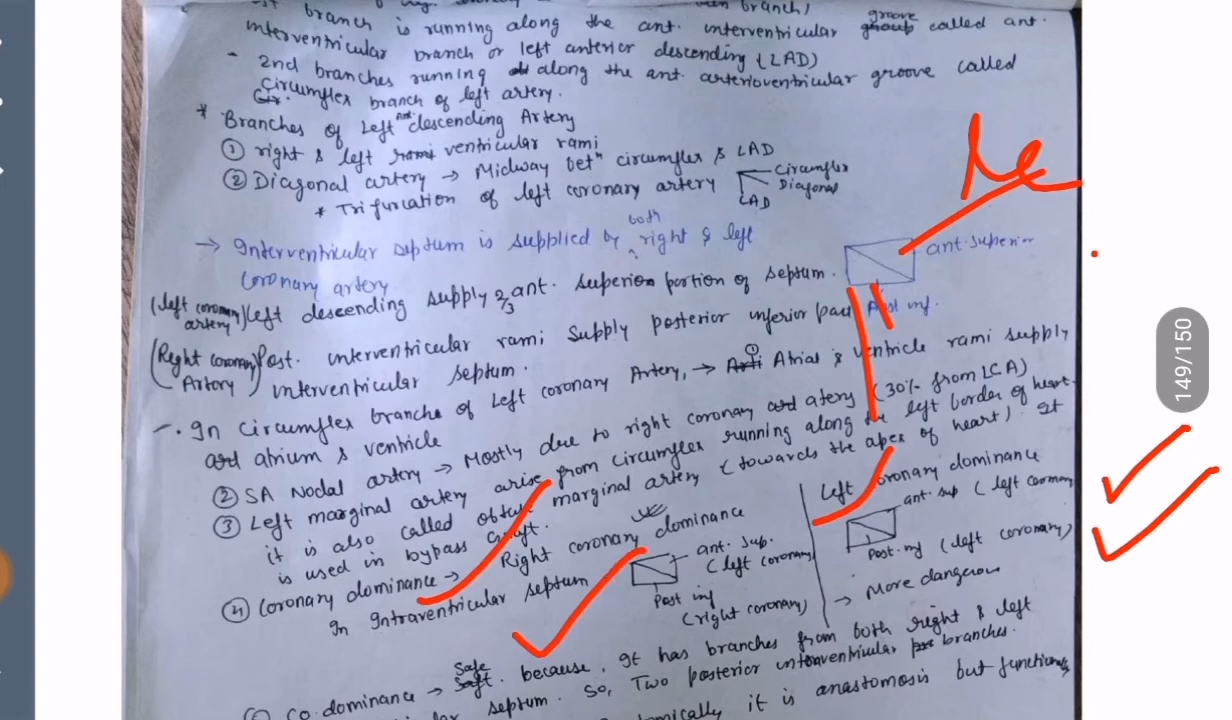 branch is running along the ant. interventricular groove called ant.
interventricular branch or left anterior descending (LAD)
- 2nd branches running along the ant. arterioventricular groove called
Circumflex branch of left artery.
* Branches of Left Ant. descending Artery
① right & left ventricular rami
② Diagonal artery → Midway betⁿ circumflex & LAD
* Trifurcation of left coronary artery
Circumflex
Diagonal
LAD
→ Interventricular septum is supplied by both right & left
coronary artery
ant. superior
Post inf.
(left coronary artery) left descending supply 2/3 ant. superior portion of septum.
(Right coronary Artery) Post. interventricular rami supply posterior inferior part
interventricular septum.
- . In circumflex branche of Left coronary Artery, → ① Atrial & ventricle rami supply
atrium & ventricle
② SA Nodal artery → Mostly due to right coronary atery (30% from LCA)
③ Left marginal artery arise from circumflex running along the left border of heart.
it is also called obtuse marginal artery (towards the apex of heart). It
is used in bypass graft.
④ Coronary dominance → Right coronary dominance
In Intraventricular septum
ant. sup. (left coronary)
Post inf (right coronary)
Left coronary dominance
ant. sup (left coronary
Post. inf (left coronary)
→ More dangerous
Co dominance → Safe because. It has branches from both right & left
septum. So, Two posterior interventricular branches.
it is anastomosis but
149/150